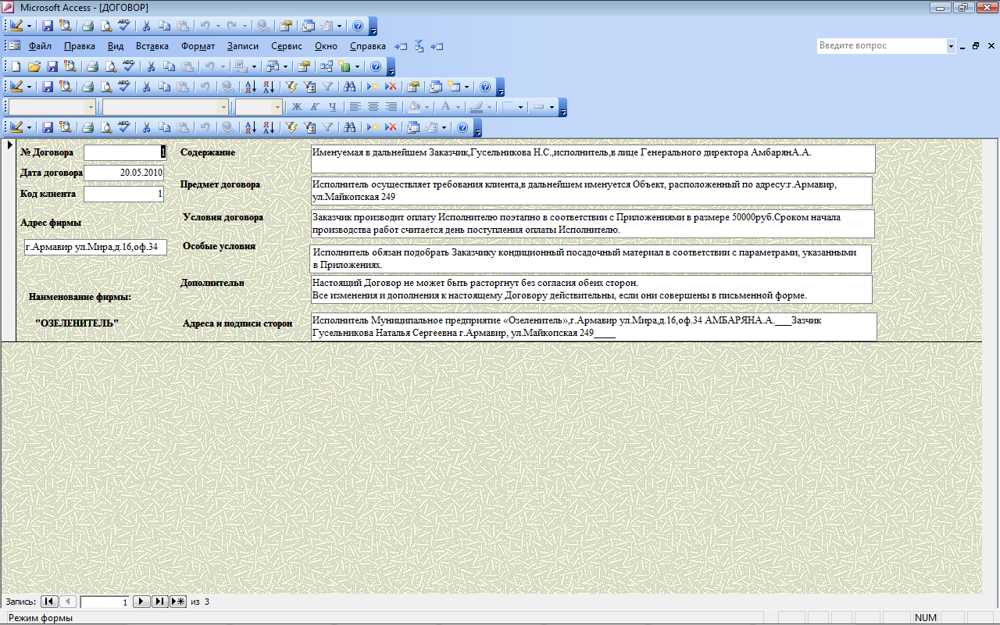 Microsoft Access - [ДОГОВОР]
Файл Правка Вид Вставка Формат Записи Сервис Окно Справка
Введите вопрос
Ж К Ч
№ Договора 1
Дата договора 20.05.2010
Код клиента 1
Адрес фирмы
г.Армавир ул.Мира,д.16,оф.34
Наименование фирмы:
"ОЗЕЛЕНИТЕЛЬ"
Содержание
Именуемая в дальнейшем Заказчик,Гусельникова Н.С.,исполнитель,в лице Генерального директора АмбарянА.А.
Предмет договора
Исполнитель осуществляет требования клиента,в дальнейшем именуется Объект, расположенный по адресу:г.Армавир,
ул.Майкопская 249
Условия договора
Заказчик производит оплату Исполнителю поэтапно в соответствии с Приложениями в размере 50000руб.Сроком начала
производства работ считается день поступления оплаты Исполнителю.
Особые условия
Исполнитель обязан подобрать Заказчику кондиционный посадочный материал в соответствии с параметрами, указанными
в Приложениях.
Дополнительн
Настоящий Договор не может быть расторгнут без согласия обеих сторон.
Все изменения и дополнения к настоящему Договору действительны, если они совершены в письменной форме.
Адреса и подписи сторон
Исполнитель Муниципальное предприятие «Озеленитель»,г.Армавир ул.Мира,д.16,оф.34 АМБАРЯНА.А.___Зазчик
Гусельникова Наталья Сергеевна г.Армавир, ул.Майкопская 249____
Запись: 1 из 3
Режим формы
NUM